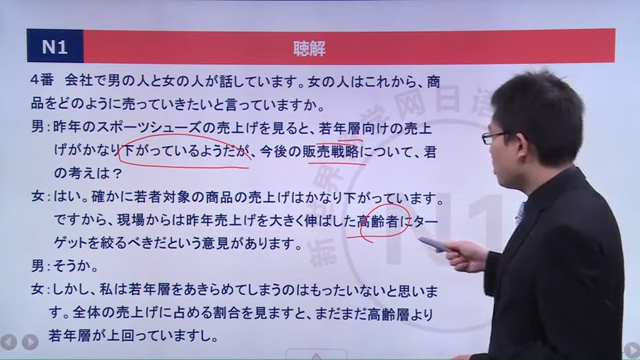 N1
聴解
4番　会社で男の人と女の人が話しています。女の人はこれから、商
品をどのように売っていきたいと言っていますか。
男：昨年のスポーツシューズの売上げを見ると、若年層向けの売上
げがかなり下がっているようだが、今後の販売戦略について、君
の考えは？
女：はい。確かに若者対象の商品の売上げはかなり下がっています。
ですから、現場からは昨年売上げを大きく伸ばした高齢者にター
ゲットを絞るべきだという意見があります。
男：そうか。
女：しかし、私は若年層をあきらめてしまうのはもったいないと思いま
す。全体の売上げに占める割合を見ますと、まだまだ高齢層より
若年層が上回っていますし。